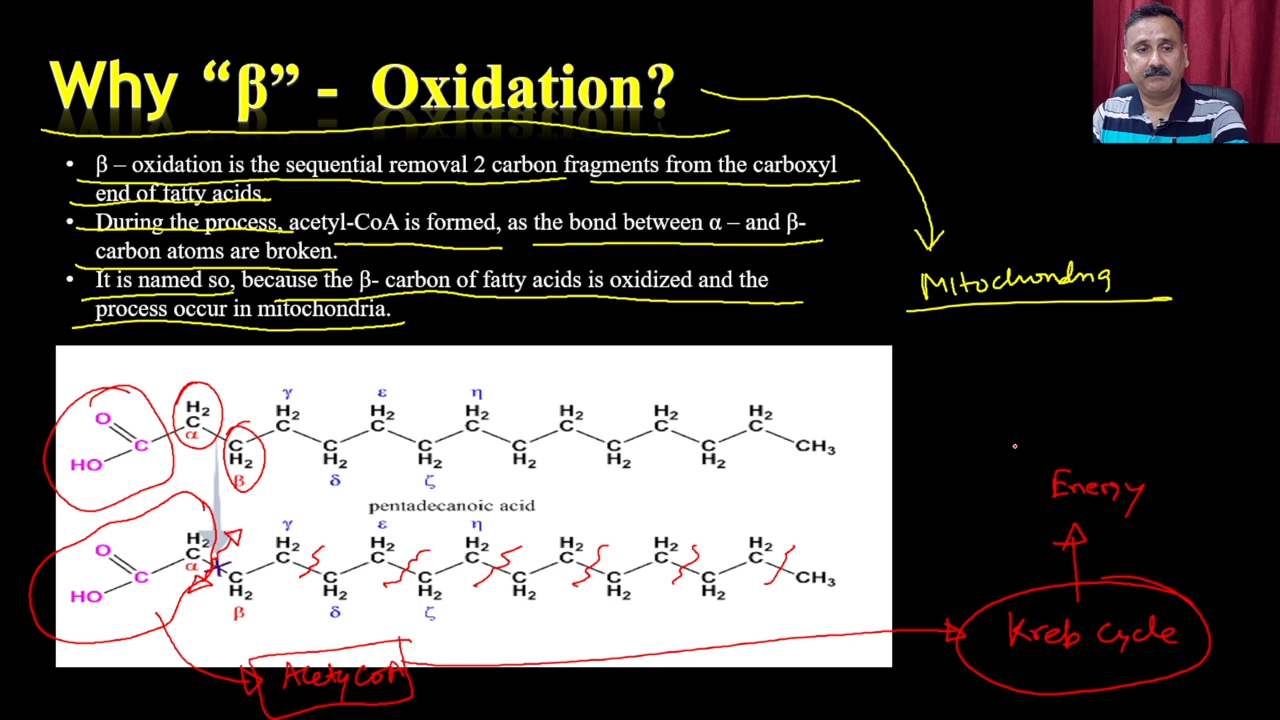 Why “β” - Oxidation?
• β – oxidation is the sequential removal 2 carbon fragments from the carboxyl
end of fatty acids.
• During the process, acetyl-CoA is formed, as the bond between α – and β-
carbon atoms are broken.
• It is named so, because the β- carbon of fatty acids is oxidized and the
process occur in mitochondria.
Mitochondria
γ ε η
H₂ H₂ H₂ H₂ H₂ H₂ H₂
O C C C C C C C
α
C C C C C C C CH₃
HO H₂ H₂ H₂ H₂ H₂ H₂
β δ ζ
pentadecanoic acid
γ ε η
H₂ H₂ H₂ H₂ H₂ H₂ H₂
O C C C C C C C
α
C C C C C C C CH₃
HO H₂ H₂ H₂ H₂ H₂ H₂
β δ ζ
Energy
Kreb Cycle
Acety CoA